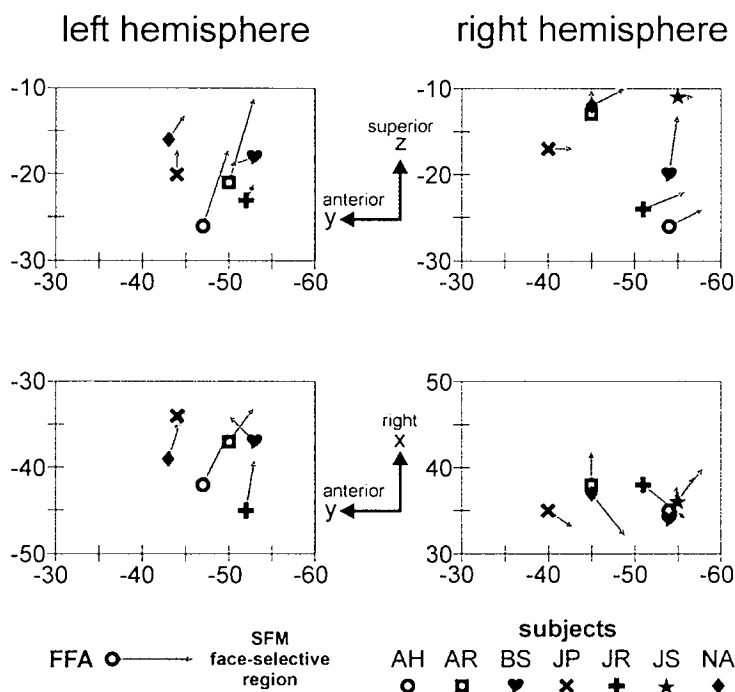 left hemisphere
right hemisphere
-10
-20
-30
-30 -40 -50 -60
superior
z
anterior
y
-10
-20
-30
-30 -40 -50 -60
-30
-40
-50
-30 -40 -50 -60
right
x
anterior
y
50
40
30
-30 -40 -50 -60
FFA
SFM
face-selective
region
subjects
AH AR BS JP JR JS NA